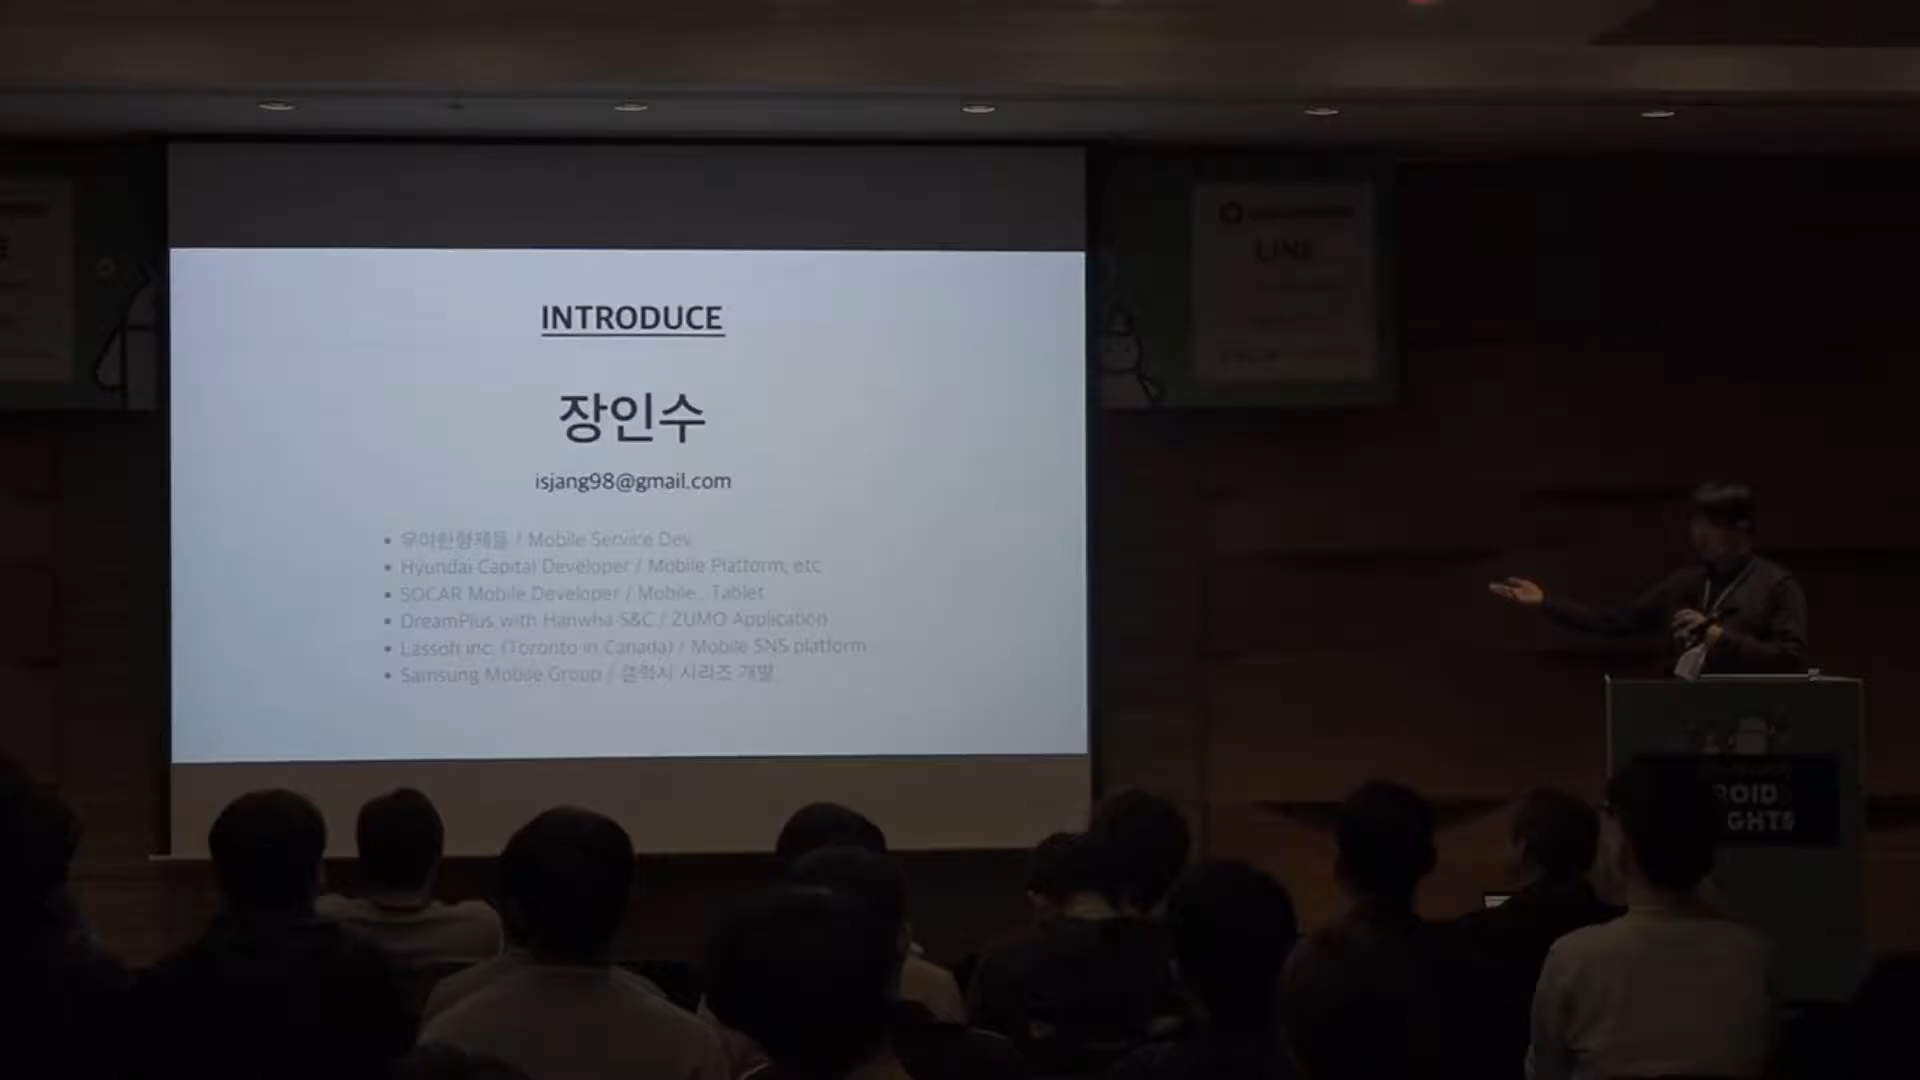 INTRODUCE
장인수
isjang98@gmail.com
• 우아한형제들 / Mobile Service Dev.
• Hyundai Capital Developer / Mobile Platform, etc
• SOCAR Mobile Developer / Mobile, Tablet
• DreamPlus with Hanwha S&C / ZUMO Application
• Lassoh inc. (Toronto in Canada) / Mobile SNS platform
• Samsung Mobile Group / 갤럭시 시리즈 개발
LINE
ROID
GHTS